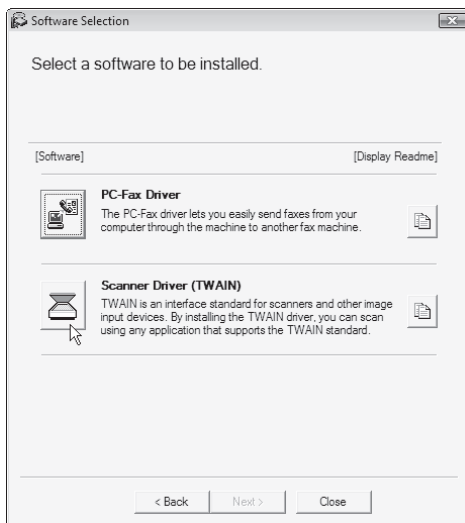 Software Selection
Select a software to be installed.
[Software] [Display Readme]
PC-Fax Driver
The PC-Fax driver lets you easily send faxes from your
computer through the machine to another fax machine.
Scanner Driver (TWAIN)
TWAIN is an interface standard for scanners and other image
input devices. By installing the TWAIN driver, you can scan
using any application that supports the TWAIN standard.
< Back Next > Close